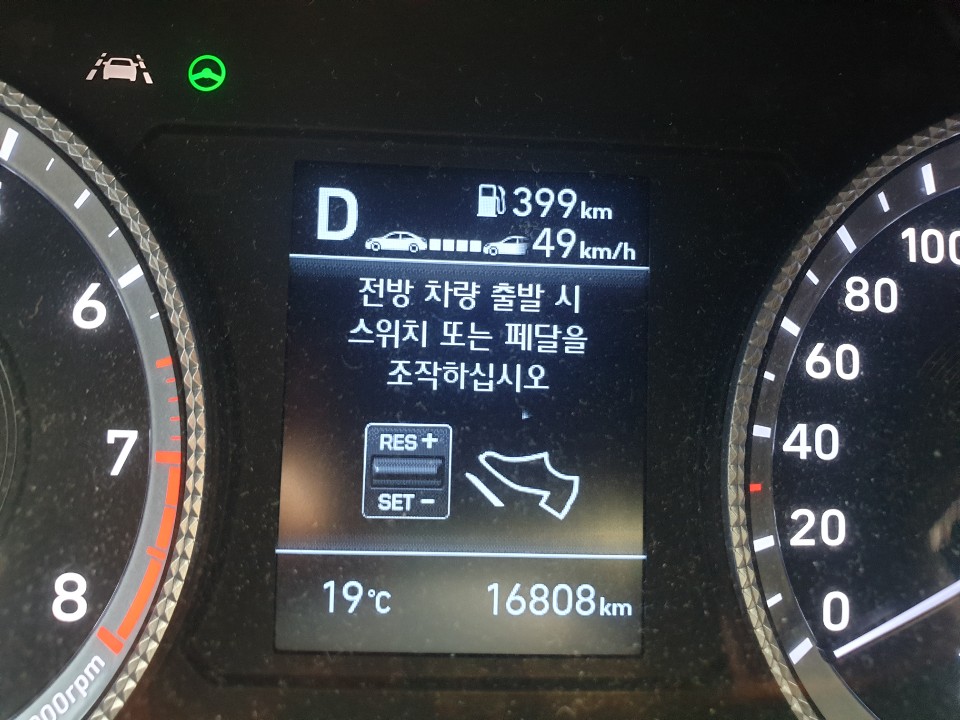 D
399km
49km/h
전방 차량 출발 시
스위치 또는 페달을
조작하십시오
RES +
SET -
19℃
16808km
6
7
8
00rpm
100
80
60
40
20
0